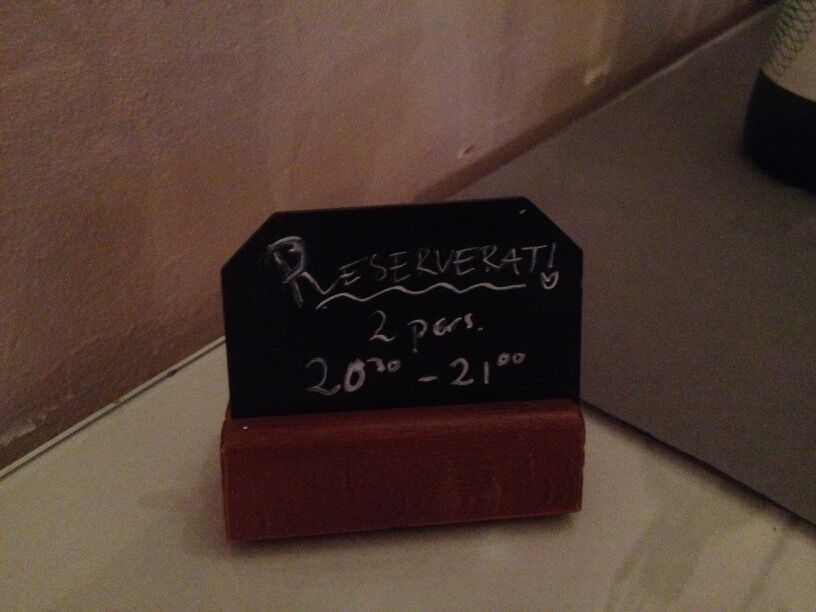 RESERVERAT!
2 pers.
20³⁰ - 21⁰⁰